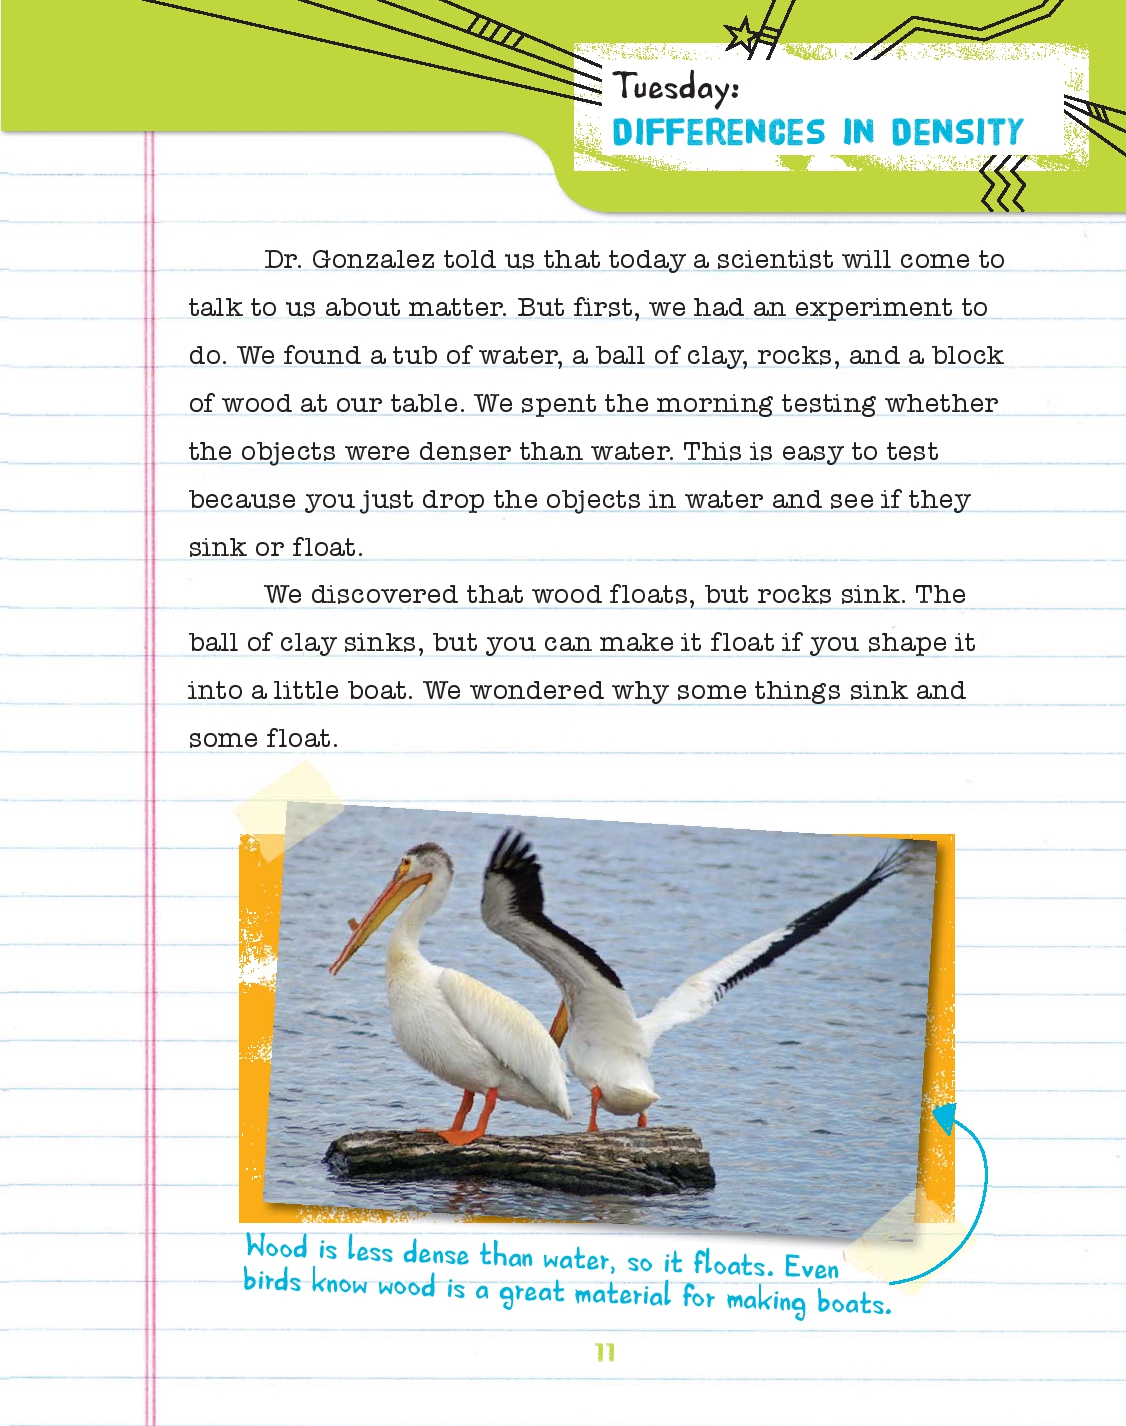 Tuesday:
DIFFERENCES IN DENSITY
Dr. Gonzalez told us that today a scientist will come to
talk to us about matter. But first, we had an experiment to
do. We found a tub of water, a ball of clay, rocks, and a block
of wood at our table. We spent the morning testing whether
the objects were denser than water. This is easy to test
because you just drop the objects in water and see if they
sink or float.
We discovered that wood floats, but rocks sink. The
ball of clay sinks, but you can make it float if you shape it
into a little boat. We wondered why some things sink and
some float.
Wood is less dense than water, so it floats. Even
birds know wood is a great material for making boats.
11